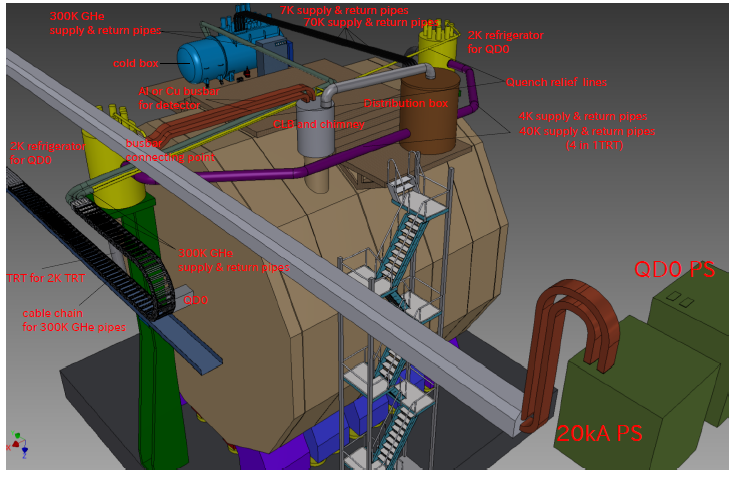 300K GHe
supply & return pipes
7K supply & return pipes
70K supply & return pipes
2K refrigerator
for QD0
cold box
Al or Cu busbar
for detector
Quench relief lines
Distribution box
CLB and chimney
4K supply & return pipes
40K supply & return pipes
(4 in 1 TRT)
2K refrigerator
for QD0
busbar
connecting point
300K GHe
supply & return pipes
TRT for 2K TRT
QD0
cable chain
for 300K GHe pipes
QD0 PS
20kA PS
X
Z